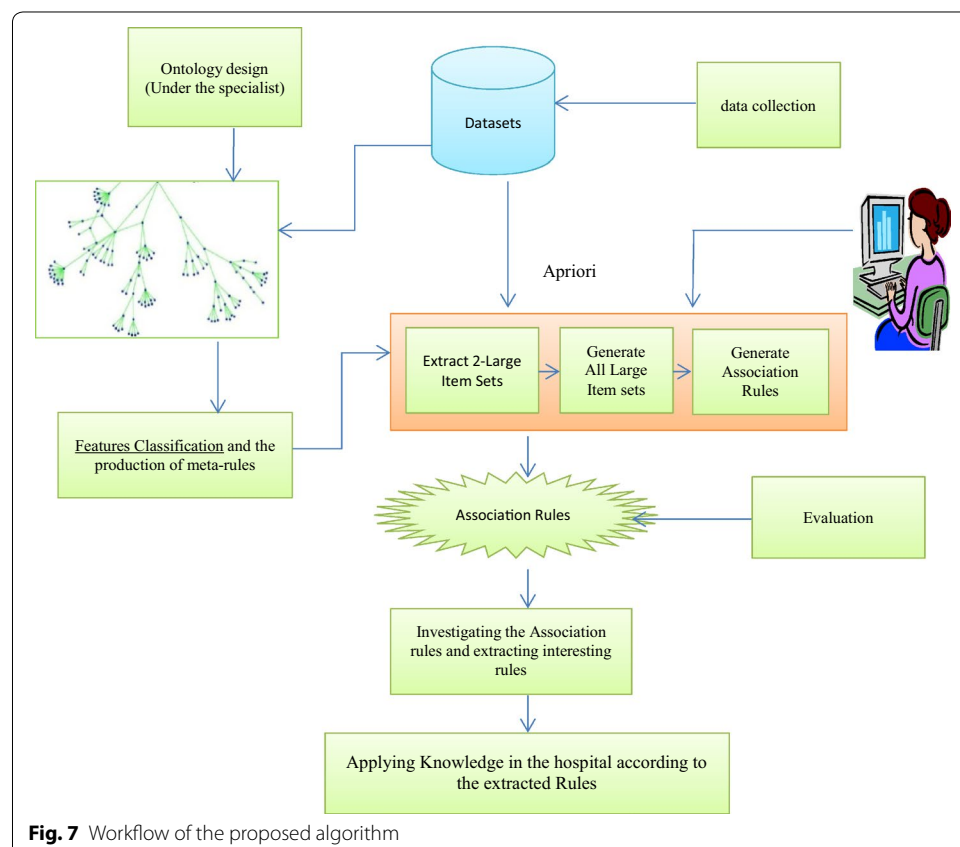 Ontology design
(Under the specialist)
Datasets
data collection
Apriori
Extract 2-Large
Item Sets
Generate
All Large
Item sets
Generate
Association
Rules
Features Classification and the
production of meta-rules
Association Rules
Evaluation
Investigating the Association
rules and extracting interesting
rules
Applying Knowledge in the hospital according to
the extracted Rules
Fig. 7 Workflow of the proposed algorithm